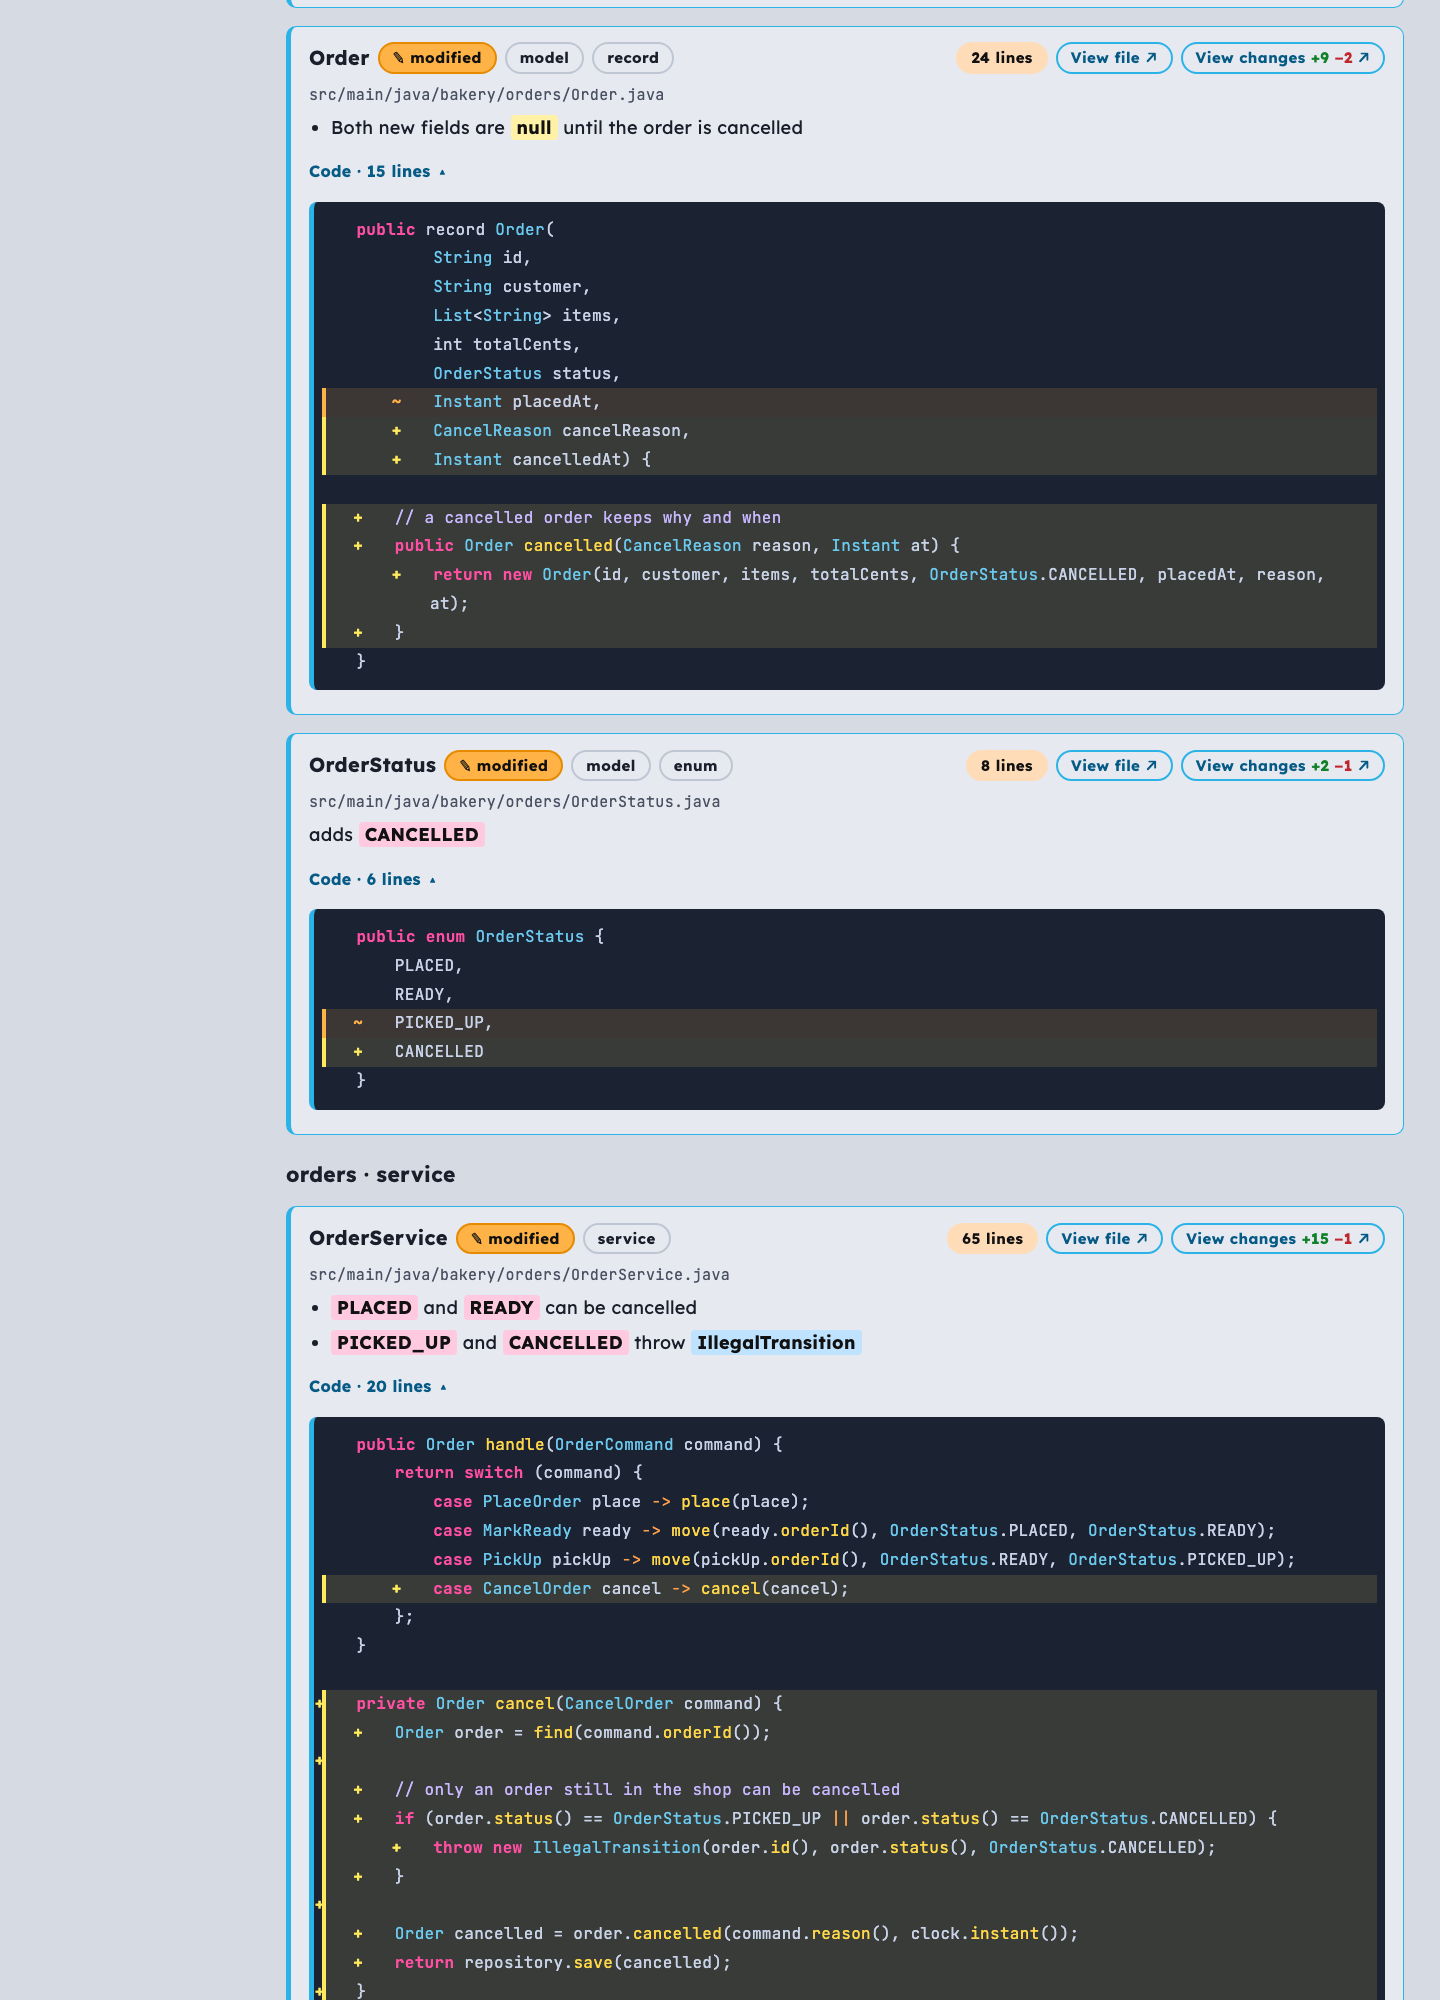 Order ✎ modified model record 24 lines View file ↗ View changes +9 −2 ↗
src/main/java/bakery/orders/Order.java
• Both new fields are null until the order is cancelled
Code · 15 lines ▴
public record Order(
String id,
String customer,
List<String> items,
int totalCents,
OrderStatus status,
~ Instant placedAt,
+ CancelReason cancelReason,
+ Instant cancelledAt) {
+ // a cancelled order keeps why and when
+ public Order cancelled(CancelReason reason, Instant at) {
+ return new Order(id, customer, items, totalCents, OrderStatus.CANCELLED, placedAt, reason,
at);
+ }
}
OrderStatus ✎ modified model enum 8 lines View file ↗ View changes +2 −1 ↗
src/main/java/bakery/orders/OrderStatus.java
adds CANCELLED
Code · 6 lines ▴
public enum OrderStatus {
PLACED,
READY,
~ PICKED_UP,
+ CANCELLED
}
orders · service
OrderService ✎ modified service 65 lines View file ↗ View changes +15 −1 ↗
src/main/java/bakery/orders/OrderService.java
• PLACED and READY can be cancelled
• PICKED_UP and CANCELLED throw IllegalTransition
Code · 20 lines ▴
public Order handle(OrderCommand command) {
return switch (command) {
case PlaceOrder place -> place(place);
case MarkReady ready -> move(ready.orderId(), OrderStatus.PLACED, OrderStatus.READY);
case PickUp pickUp -> move(pickUp.orderId(), OrderStatus.READY, OrderStatus.PICKED_UP);
+ case CancelOrder cancel -> cancel(cancel);
};
}
+ private Order cancel(CancelOrder command) {
+ Order order = find(command.orderId());
+
+ // only an order still in the shop can be cancelled
+ if (order.status() == OrderStatus.PICKED_UP || order.status() == OrderStatus.CANCELLED) {
+ throw new IllegalTransition(order.id(), order.status(), OrderStatus.CANCELLED);
+ }
+
+ Order cancelled = order.cancelled(command.reason(), clock.instant());
+ return repository.save(cancelled);
+ }